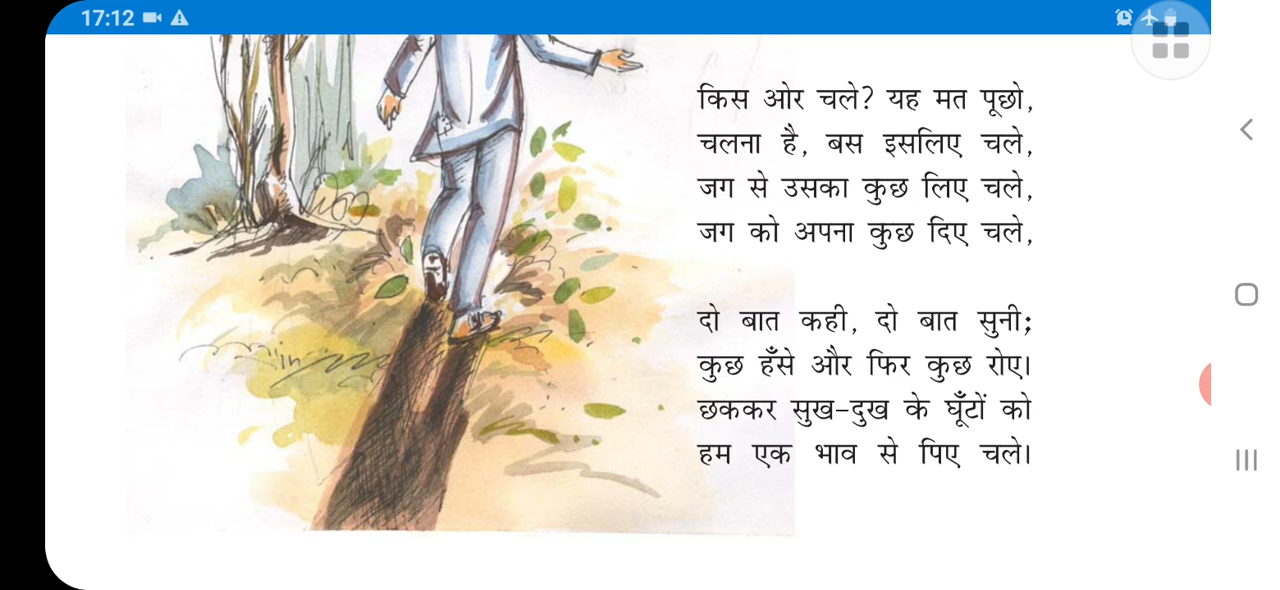 17:12
किस ओर चले? यह मत पूछो,
चलना है, बस इसलिए चले,
जग से उसका कुछ लिए चले,
जग को अपना कुछ दिए चले,
दो बात कही, दो बात सुनी;
कुछ हँसे और फिर कुछ रोए।
छककर सुख-दुख के घूँटों को
हम एक भाव से पिए चले।